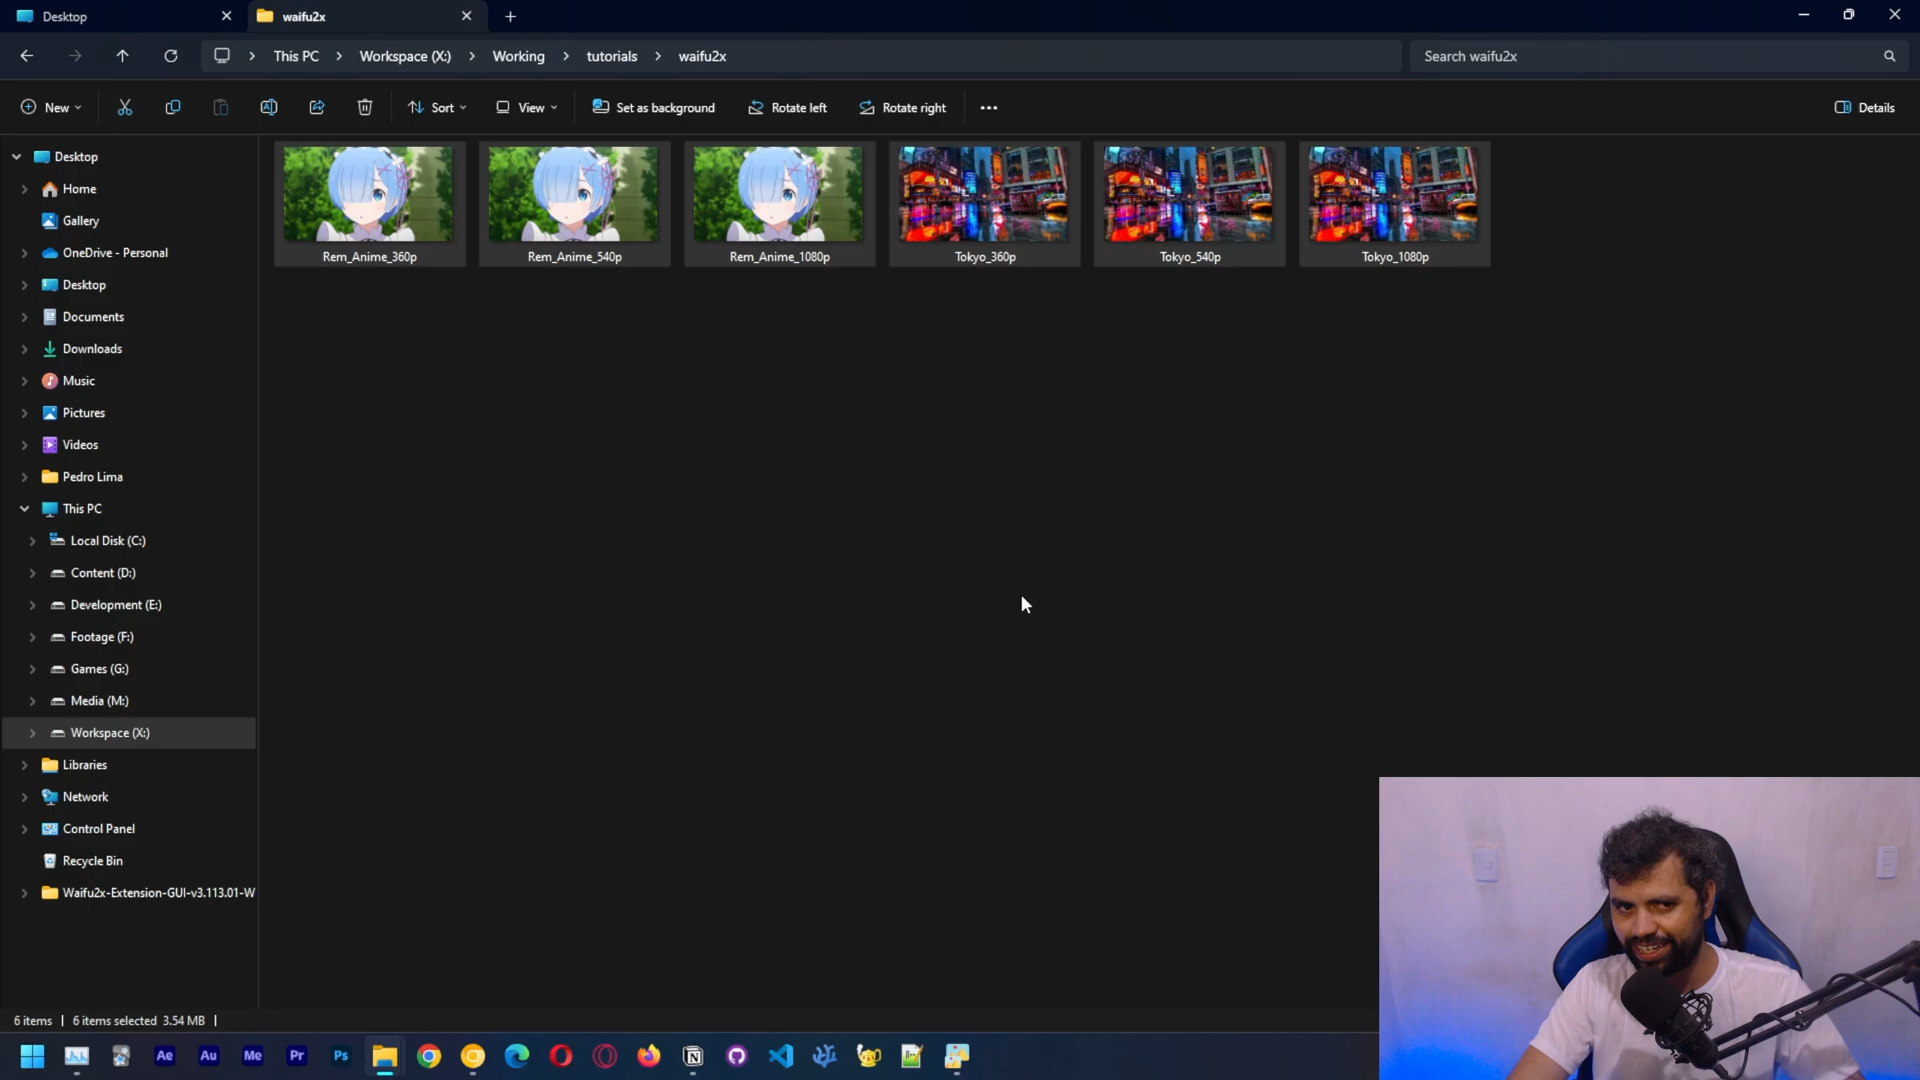 Desktop
waifu2x
This PC
Workspace (X:)
Working
tutorials
waifu2x
Search waifu2x
New
Sort
View
Set as background
Rotate left
Rotate right
Details
Desktop
Home
Gallery
OneDrive - Personal
Desktop
Documents
Downloads
Music
Pictures
Videos
Pedro Lima
This PC
Local Disk (C:)
Content (D:)
Development (E:)
Footage (F:)
Games (G:)
Media (M:)
Workspace (X:)
Libraries
Network
Control Panel
Recycle Bin
Waifu2x-Extension-GUI-v3.113.01-W
Rem_Anime_360p
Rem_Anime_540p
Rem_Anime_1080p
Tokyo_360p
Tokyo_540p
Tokyo_1080p
6 items
6 items selected 3.54 MB
Ae
Au
Me
Pr
Ps